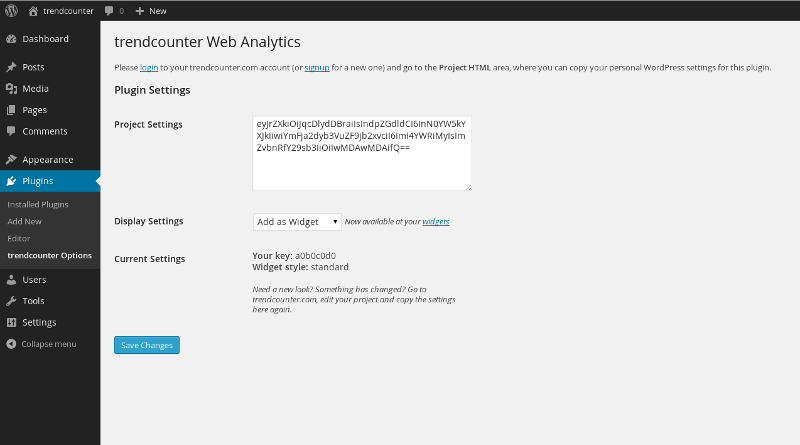 trendcounter 0 New
Dashboard
Posts
Media
Pages
Comments
Appearance
Plugins
Installed Plugins
Add New
Editor
trendcounter Options
Users
Tools
Settings
Collapse menu
trendcounter Web Analytics
Please login to your trendcounter.com account (or signup for a new one) and go to the Project HTML area, where you can copy your personal WordPress settings for this plugin.
Plugin Settings
Project Settings
eyJrZXkiOiJqcDlydDBraiIsIndpZGdldCI6InN0YW5kY
XJkIiwiYmFja2dyb3VuZF9jb2xvciI6ImI4YWRiMyIsIm
ZvbnRfY29sb3IiOiIwMDAwMDAifQ==
Display Settings
Add as Widget Now available at your widgets
Current Settings
Your key: a0b0c0d0
Widget style: standard
Need a new look? Something has changed? Go to
trendcounter.com, edit your project and copy the settings
here again.
Save Changes